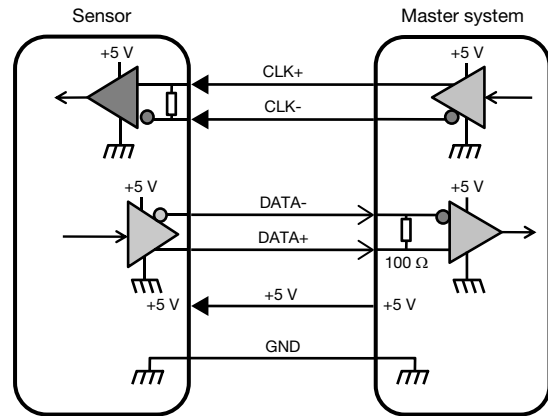 Sensor Master system
+5 V +5 V
CLK+
CLK-
+5 V +5 V
DATA-
DATA+
100 Ω
+5 V +5 V +5 V
GND